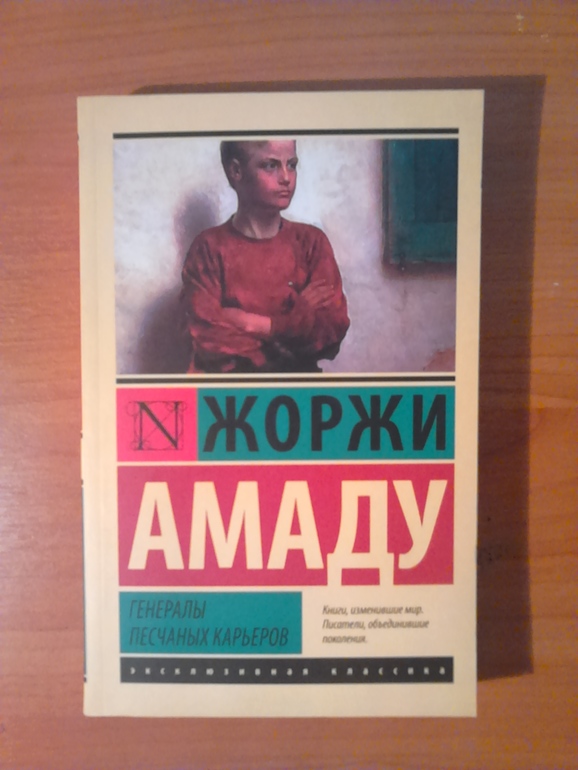 N
ЖОРЖИ
АМАДУ
ГЕНЕРАЛЫ
ПЕСЧАНЫХ КАРЬЕРОВ
Книги, изменившие мир.
Писатели, объединившие
поколения.
ЭКСКЛЮЗИВНАЯ КЛАССИКА